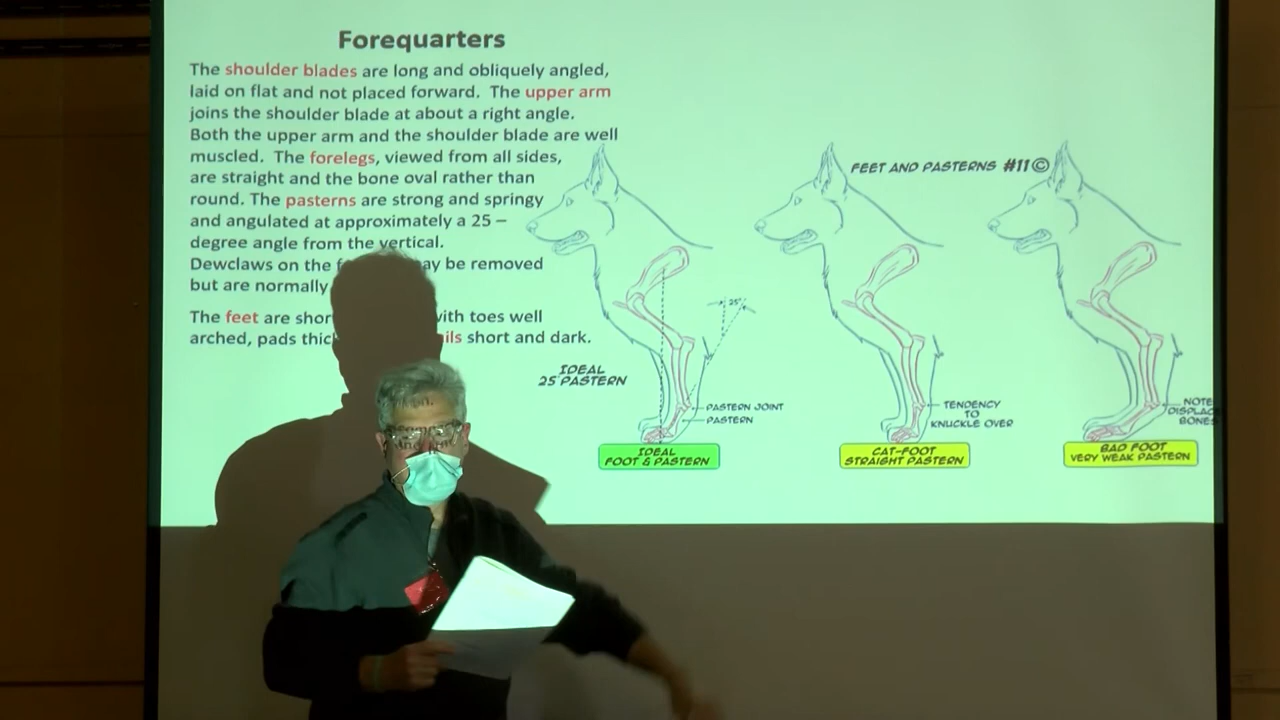 Forequarters
The shoulder blades are long and obliquely angled,
laid on flat and not placed forward. The upper arm
joins the shoulder blade at about a right angle.
Both the upper arm and the shoulder blade are well
muscled. The forelegs, viewed from all sides,
are straight and the bone oval rather than
round. The pasterns are strong and springy
and angulated at approximately a 25 –
degree angle from the vertical.
Dewclaws on the may be removed
but are normally
The feet are with toes well
arched, pads short and dark.
FEET AND PASTERNS #11©
25°
IDEAL
25° PASTERN
PASTERN JOINT
PASTERN
IDEAL
FOOT & PASTERN
TENDENCY
TO
KNUCKLE OVER
CAT-FOOT
STRAIGHT PASTERN
NOTE
BONES
BAD FOOT
VERY WEAK PASTERN